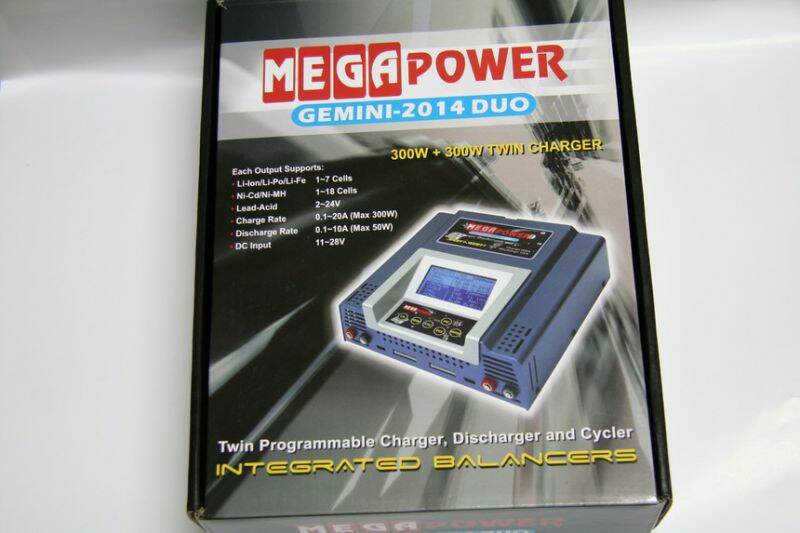 MEGAPOWER
GEMINI-2014 DUO
300W + 300W TWIN CHARGER
Each Output Supports:
• Li-Ion/Li-Po/Li-Fe 1~7 Cells
• Ni-Cd/Ni-MH 1~18 Cells
• Lead-Acid 2~24V
• Charge Rate 0.1~20A (Max 300W)
• Discharge Rate 0.1~10A (Max 50W)
• DC Input 11~28V
MEGAPOWER
Twin Programmable Charger, Discharger and Cycler
INTEGRATED BALANCERS
MEGAPOWER